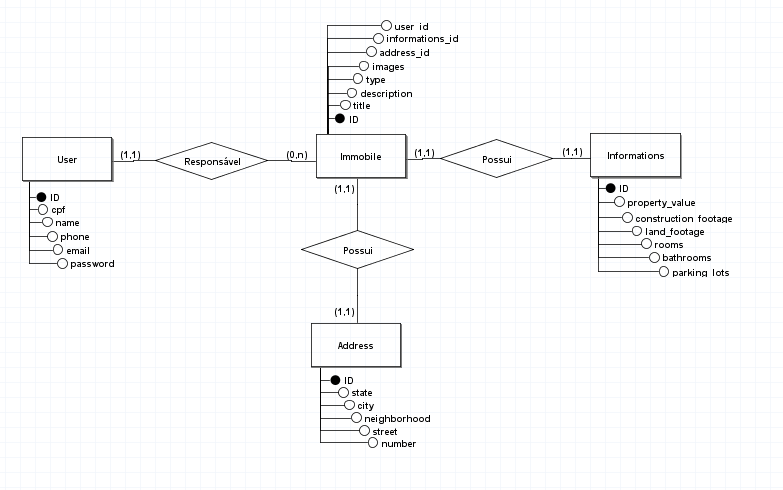 user_id
informations_id
address_id
images
type
description
title
ID
User
(1,1)
Responsável
(0,n)
Immobile
(1,1)
Possui
(1,1)
Informations
ID
cpf
name
phone
email
password
(1,1)
Possui
(1,1)
ID
property_value
construction_footage
land_footage
rooms
bathrooms
parking_lots
Address
ID
state
city
neighborhood
street
number